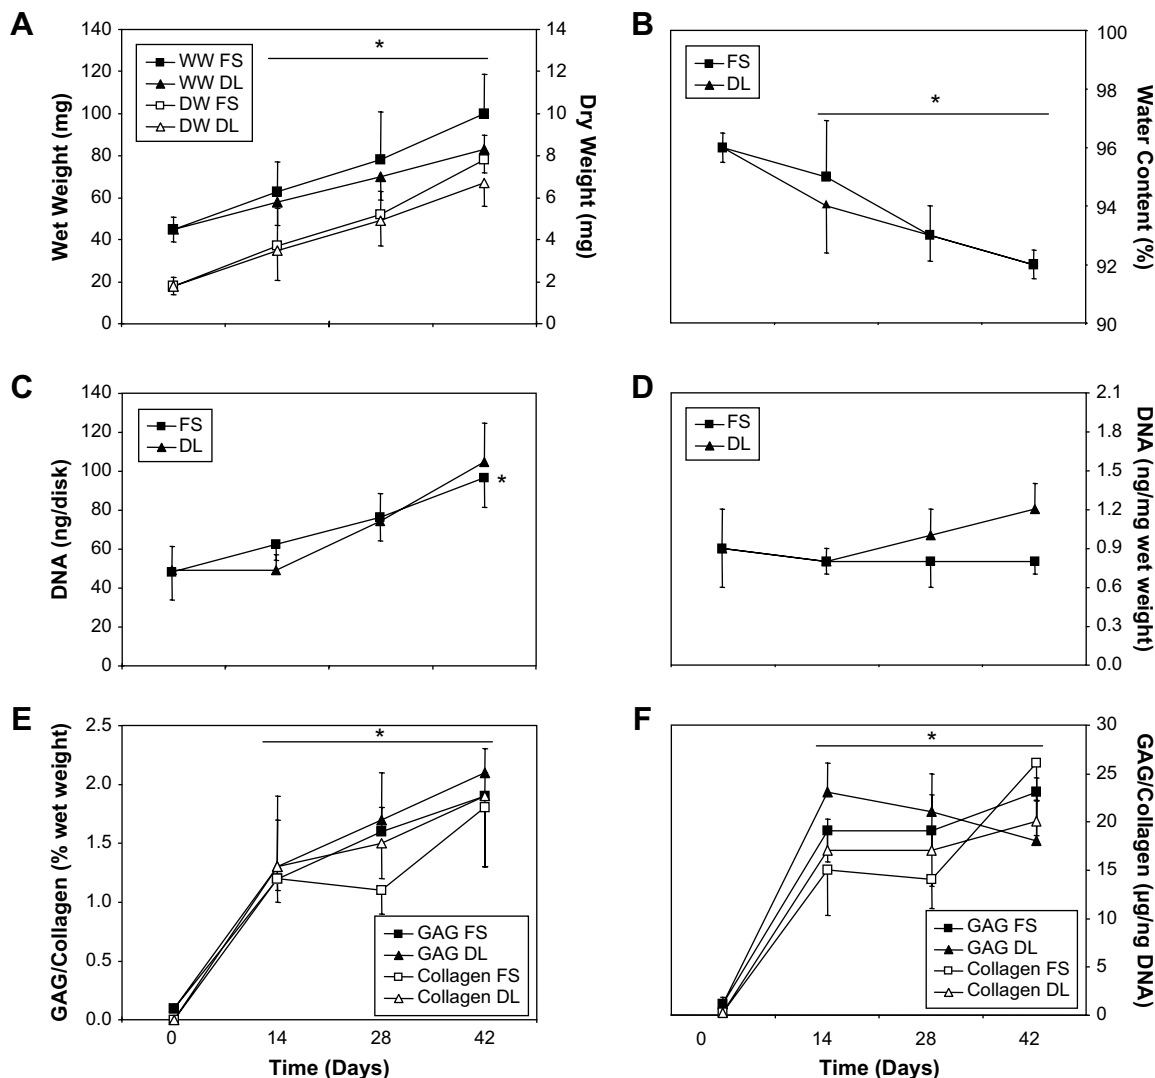 A
Wet Weight (mg)
140
120
100
80
60
40
20
0
WW FS
WW DL
DW FS
DW DL
*
14
12
10
8
6
4
2
0
Dry Weight (mg)
B
FS
DL
*
100
98
96
94
92
90
Water Content (%)
C
DNA (ng/disk)
140
120
100
80
60
40
20
0
FS
DL
*
D
FS
DL
2.1
1.8
1.5
1.2
0.9
0.6
0.3
0.0
DNA (ng/mg wet weight)
E
GAG/Collagen (% wet weight)
2.5
2.0
1.5
1.0
0.5
0.0
*
GAG FS
GAG DL
Collagen FS
Collagen DL
0 14 28 42
Time (Days)
F
*
GAG FS
GAG DL
Collagen FS
Collagen DL
30
25
20
15
10
5
0
GAG/Collagen (µg/ng DNA)
0 14 28 42
Time (Days)